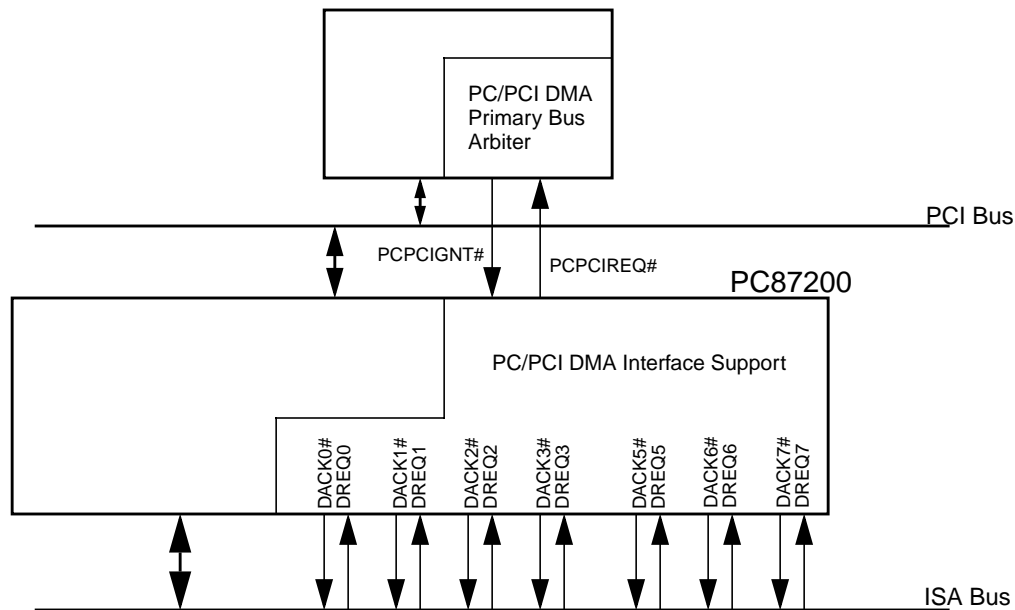 PC/PCI DMA
Primary Bus
Arbiter
PCI Bus
PCPCIGNT#
PCPCIREQ#
PC87200
PC/PCI DMA Interface Support
DACK0#
DREQ0
DACK1#
DREQ1
DACK2#
DREQ2
DACK3#
DREQ3
DACK5#
DREQ5
DACK6#
DREQ6
DACK7#
DREQ7
ISA Bus